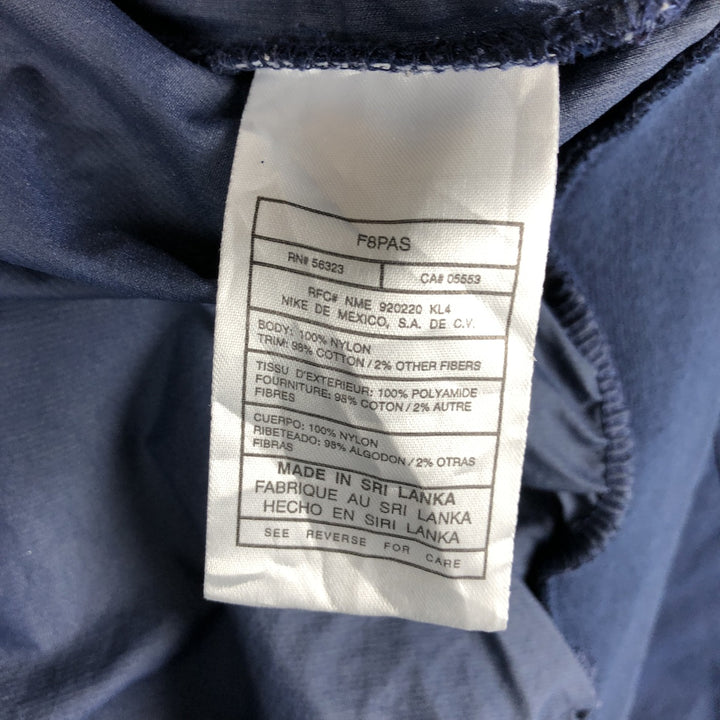 F8PAS
RN# 56323
CA# 05553
RFC# NME 920220 KL4
NIKE DE MEXICO, S.A. DE C.V.
BODY: 100% NYLON
TRIM: 98% COTTON / 2% OTHER FIBERS
TISSU D'EXTERIEUR: 100% POLYAMIDE
FOURNITURE: 98% COTON / 2% AUTRE
FIBRES
CUERPO: 100% NYLON
RIBETEADO: 98% ALGODON / 2% OTRAS
FIBRAS
MADE IN SRI LANKA
FABRIQUE AU SRI LANKA
HECHO EN SIRI LANKA
SEE REVERSE FOR CARE